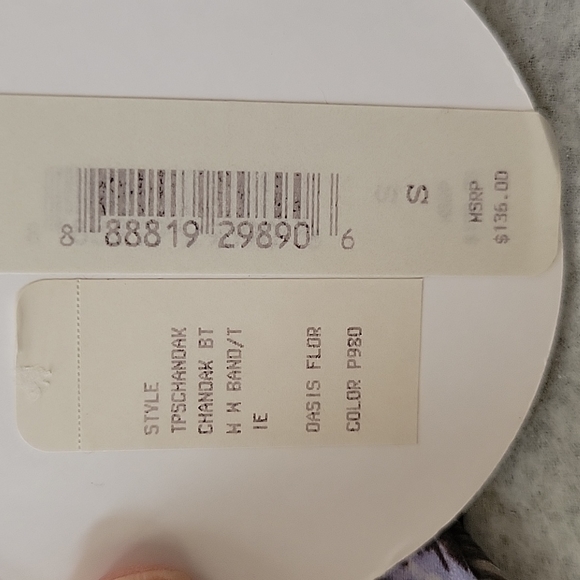 8 88819 29890 6
S
MSRP
$136.00
STYLE
TPSCHANDAK
CHANDAK BT
W W BAND/T
IE
OASIS FLOR
COLOR P980